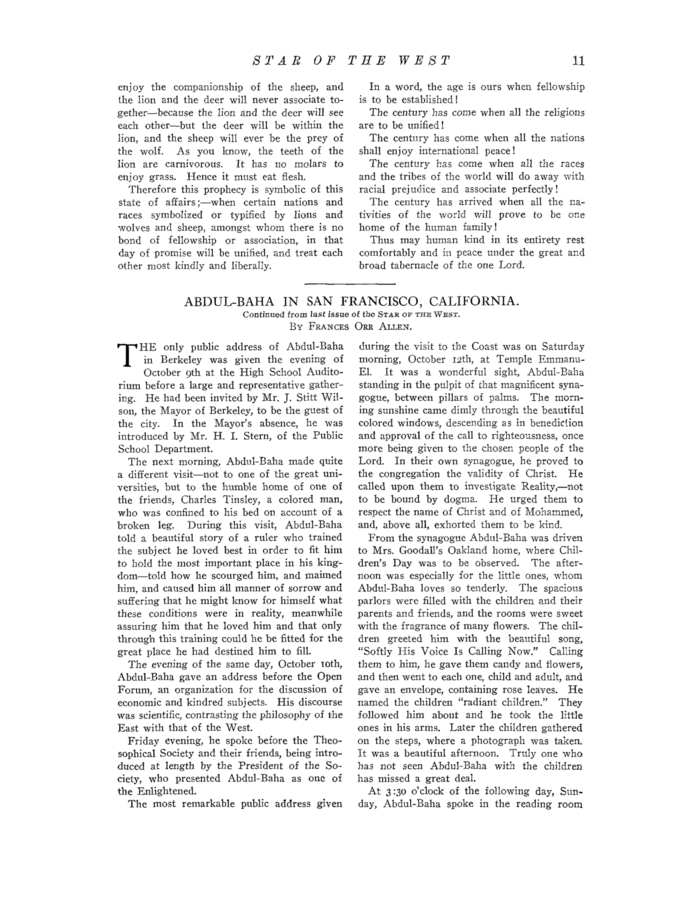 STAR OF THE WEST 11
enjoy the companionship of the sheep, and
the lion and the deer will never associate to-
gether—because the lion and the deer will see
each other—but the deer will be within the
lion, and the sheep will ever be the prey of
the wolf. As you know, the teeth of the
lion are carnivorous. It has no molars to
enjoy grass. Hence it must eat flesh.
Therefore this prophecy is symbolic of this
state of affairs;—when certain nations and
races symbolized or typified by lions and
wolves and sheep, amongst whom there is no
bond of fellowship or association, in that
day of promise will be unified, and treat each
other most kindly and liberally.
In a word, the age is ours when fellowship
is to be established!
The century has come when all the religions
are to be unified!
The century has come when all the nations
shall enjoy international peace!
The century has come when all the races
and the tribes of the world will do away with
racial prejudice and associate perfectly!
The century has arrived when all the na-
tivities of the world will prove to be one
home of the human family!
Thus may human kind in its entirety rest
comfortably and in peace under the great and
broad tabernacle of the one Lord.
ABDUL-BAHA IN SAN FRANCISCO, CALIFORNIA.
Continued from last issue of the STAR OF THE WEST.
BY FRANCES ORR ALLEN.
THE only public address of Abdul-Baha
in Berkeley was given the evening of
October 9th at the High School Audito-
rium before a large and representative gather-
ing. He had been invited by Mr. J. Stitt Wil-
son, the Mayor of Berkeley, to be the guest of
the city. In the Mayor's absence, he was
introduced by Mr. H. I. Stern, of the Public
School Department.
The next morning, Abdul-Baha made quite
a different visit—not to one of the great uni-
versities, but to the humble home of one of
the friends, Charles Tinsley, a colored man,
who was confined to his bed on account of a
broken leg. During this visit, Abdul-Baha
told a beautiful story of a ruler who trained
the subject he loved best in order to fit him
to hold the most important place in his king-
dom—told how he scourged him, and maimed
him, and caused him all manner of sorrow and
suffering that he might know for himself what
these conditions were in reality, meanwhile
assuring him that he loved him and that only
through this training could he be fitted for the
great place he had destined him to fill.
The evening of the same day, October 10th,
Abdul-Baha gave an address before the Open
Forum, an organization for the discussion of
economic and kindred subjects. His discourse
was scientific, contrasting the philosophy of the
East with that of the West.
Friday evening, he spoke before the Theo-
sophical Society and their friends, being intro-
duced at length by the President of the So-
ciety, who presented Abdul-Baha as one of
the Enlightened.
The most remarkable public address given
during the visit to the Coast was on Saturday
morning, October 12th, at Temple Emmanu-
El. It was a wonderful sight, Abdul-Baha
standing in the pulpit of that magnificent syna-
gogue, between pillars of palms. The morn-
ing sunshine came dimly through the beautiful
colored windows, descending as in benediction
and approval of the call to righteousness, once
more being given to the chosen people of the
Lord. In their own synagogue, he proved to
the congregation the validity of Christ. He
called upon them to investigate Reality,—not
to be bound by dogma. He urged them to
respect the name of Christ and of Mohammed,
and, above all, exhorted them to be kind.
From the synagogue Abdul-Baha was driven
to Mrs. Goodall's Oakland home, where Chil-
dren's Day was to be observed. The after-
noon was especially for the little ones, whom
Abdul-Baha loves so tenderly. The spacious
parlors were filled with the children and their
parents and friends, and the rooms were sweet
with the fragrance of many flowers. The chil-
dren greeted him with the beautiful song,
"Softly His Voice Is Calling Now." Calling
them to him, he gave them candy and flowers,
and then went to each one, child and adult, and
gave an envelope, containing rose leaves. He
named the children "radiant children." They
followed him about and he took the little
ones in his arms. Later the children gathered
on the steps, where a photograph was taken.
It was a beautiful afternoon. Truly one who
has not seen Abdul-Baha with the children
has missed a great deal.
At 3:30 o'clock of the following day, Sun-
day, Abdul-Baha spoke in the reading room